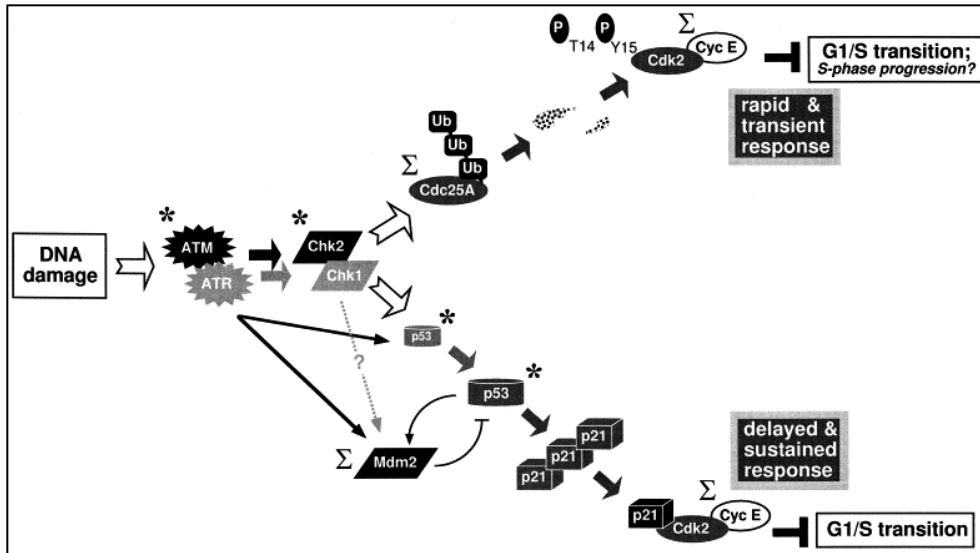 P
T14
P
Y15
Σ
Cdk2
Cyc E
G1/S transition;
S-phase progression?
rapid &
transient
response
Ub
Ub
Ub
Σ
Cdc25A
*
*
DNA
damage
ATM
ATR
Chk2
Chk1
?
p53
*
p53
*
Σ
Mdm2
p21
p21
p21
delayed &
sustained
response
p21
Cdk2
Σ
Cyc E
G1/S transition